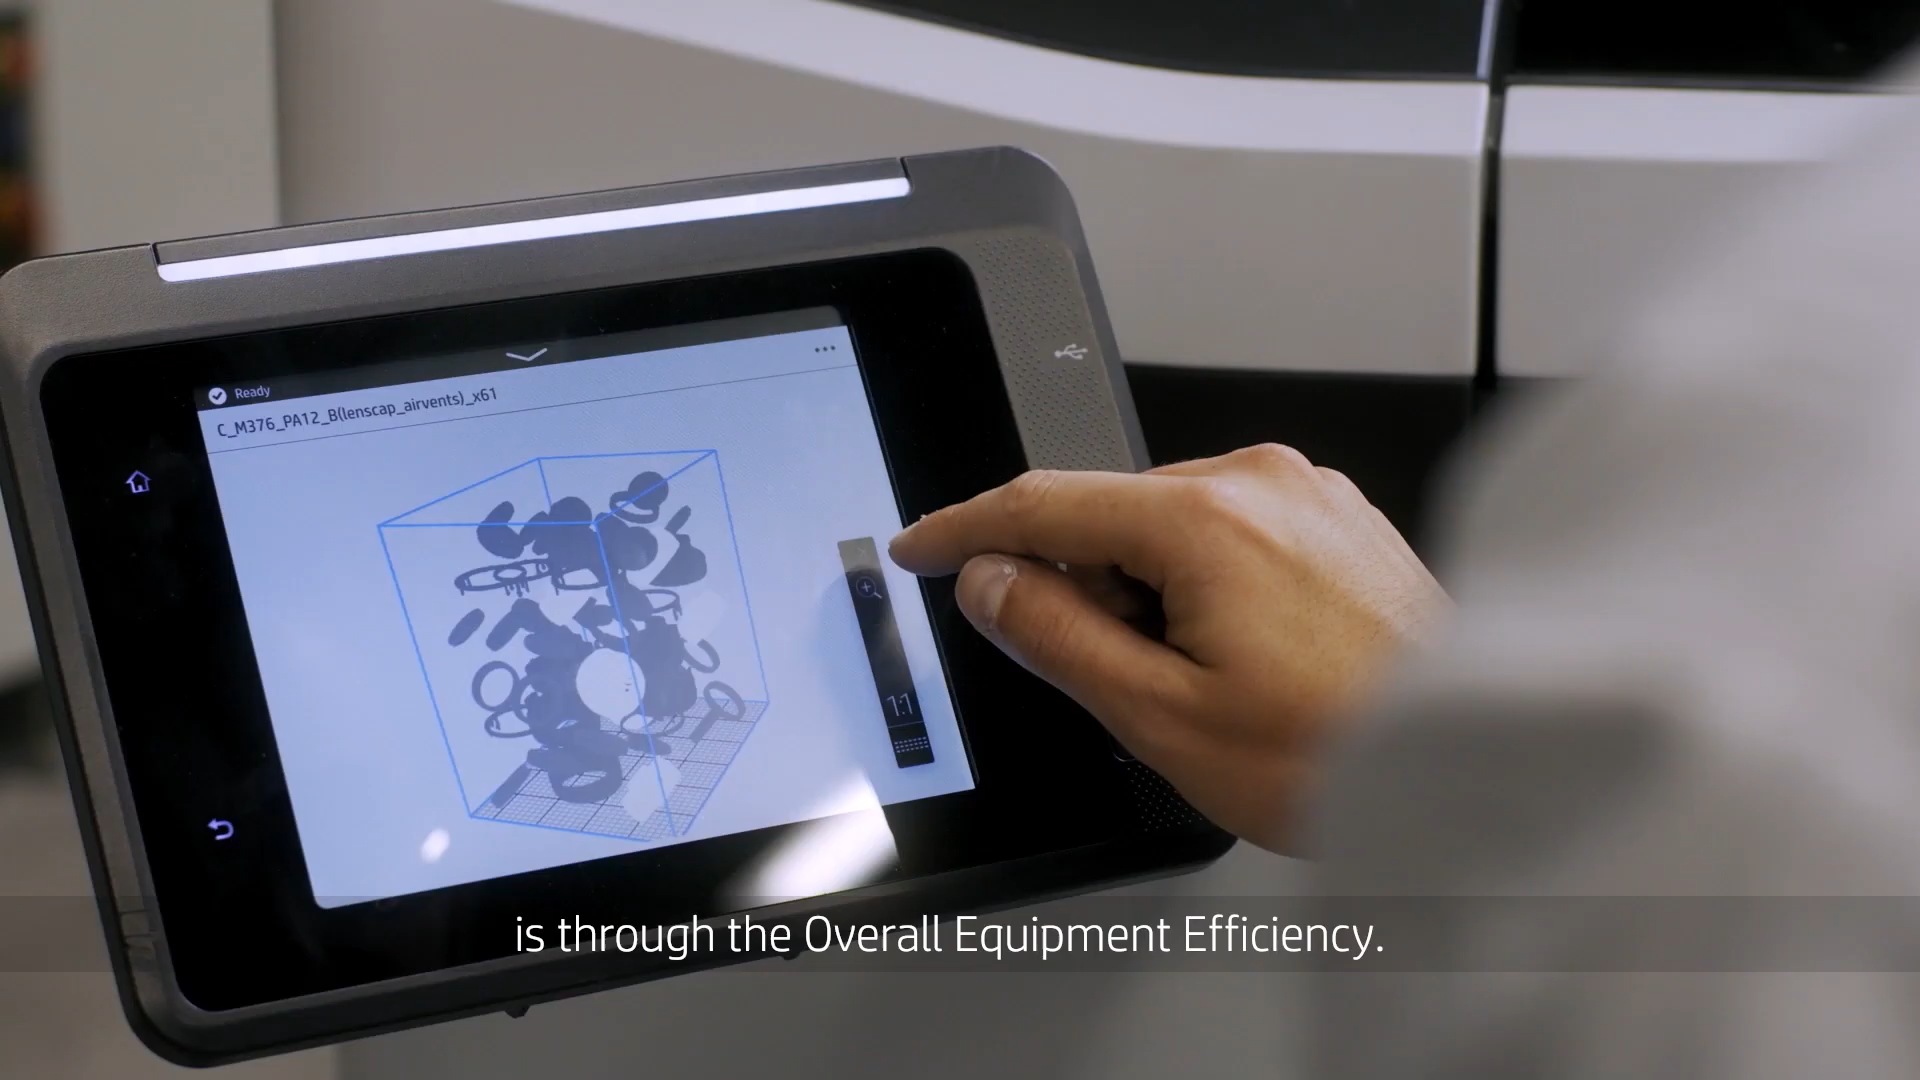 Ready
C_M376_PA12_B(lenscap_airvents)_x61
1:1
is through the Overall Equipment Efficiency.